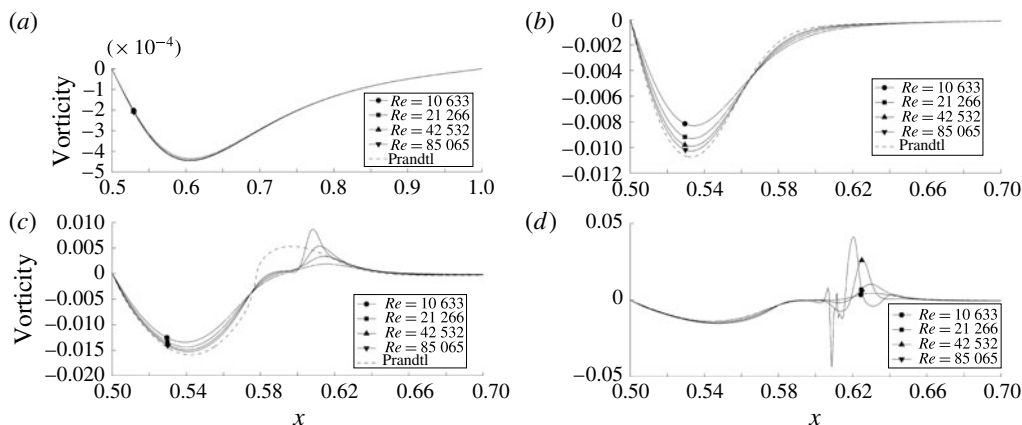 (a)
(× 10−4)
Vorticity
0
−1
−2
−3
−4
−5
0.5 0.6 0.7 0.8 0.9 1.0
Re = 10 633
Re = 21 266
Re = 42 532
Re = 85 065
Prandtl
(b)
0
−0.002
−0.004
−0.006
−0.008
−0.010
−0.012
0.50 0.54 0.58 0.62 0.66 0.70
Re = 10 633
Re = 21 266
Re = 42 532
Re = 85 065
Prandtl
(c)
Vorticity
0.010
0.005
0
−0.005
−0.010
−0.015
−0.020
0.50 0.54 0.58 0.62 0.66 0.70
x
Re = 10 633
Re = 21 266
Re = 42 532
Re = 85 065
Prandtl
(d)
0.05
0
−0.05
0.50 0.54 0.58 0.62 0.66 0.70
x
Re = 10 633
Re = 21 266
Re = 42 532
Re = 85 065